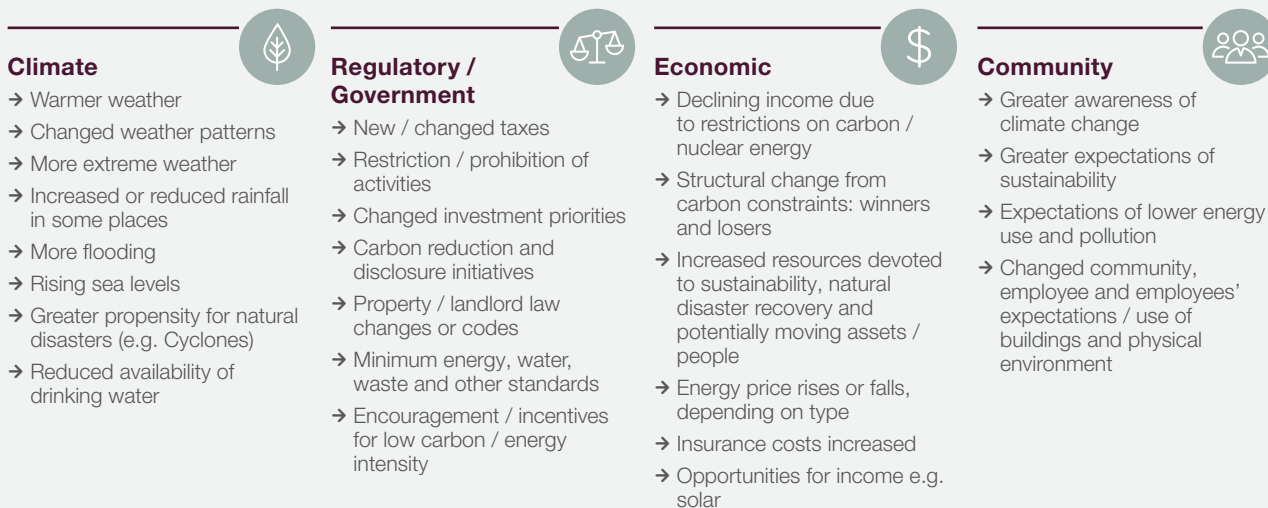 Climate
→ Warmer weather
→ Changed weather patterns
→ More extreme weather
→ Increased or reduced rainfall
in some places
→ More flooding
→ Rising sea levels
→ Greater propensity for natural
disasters (e.g. Cyclones)
→ Reduced availability of
drinking water
Regulatory /
Government
→ New / changed taxes
→ Restriction / prohibition of
activities
→ Changed investment priorities
→ Carbon reduction and
disclosure initiatives
→ Property / landlord law
changes or codes
→ Minimum energy, water,
waste and other standards
→ Encouragement / incentives
for low carbon / energy
intensity
$
Economic
→ Declining income due
to restrictions on carbon /
nuclear energy
→ Structural change from
carbon constraints: winners
and losers
→ Increased resources devoted
to sustainability, natural
disaster recovery and
potentially moving assets /
people
→ Energy price rises or falls,
depending on type
→ Insurance costs increased
→ Opportunities for income e.g.
solar
Community
→ Greater awareness of
climate change
→ Greater expectations of
sustainability
→ Expectations of lower energy
use and pollution
→ Changed community,
employee and employees’
expectations / use of
buildings and physical
environment